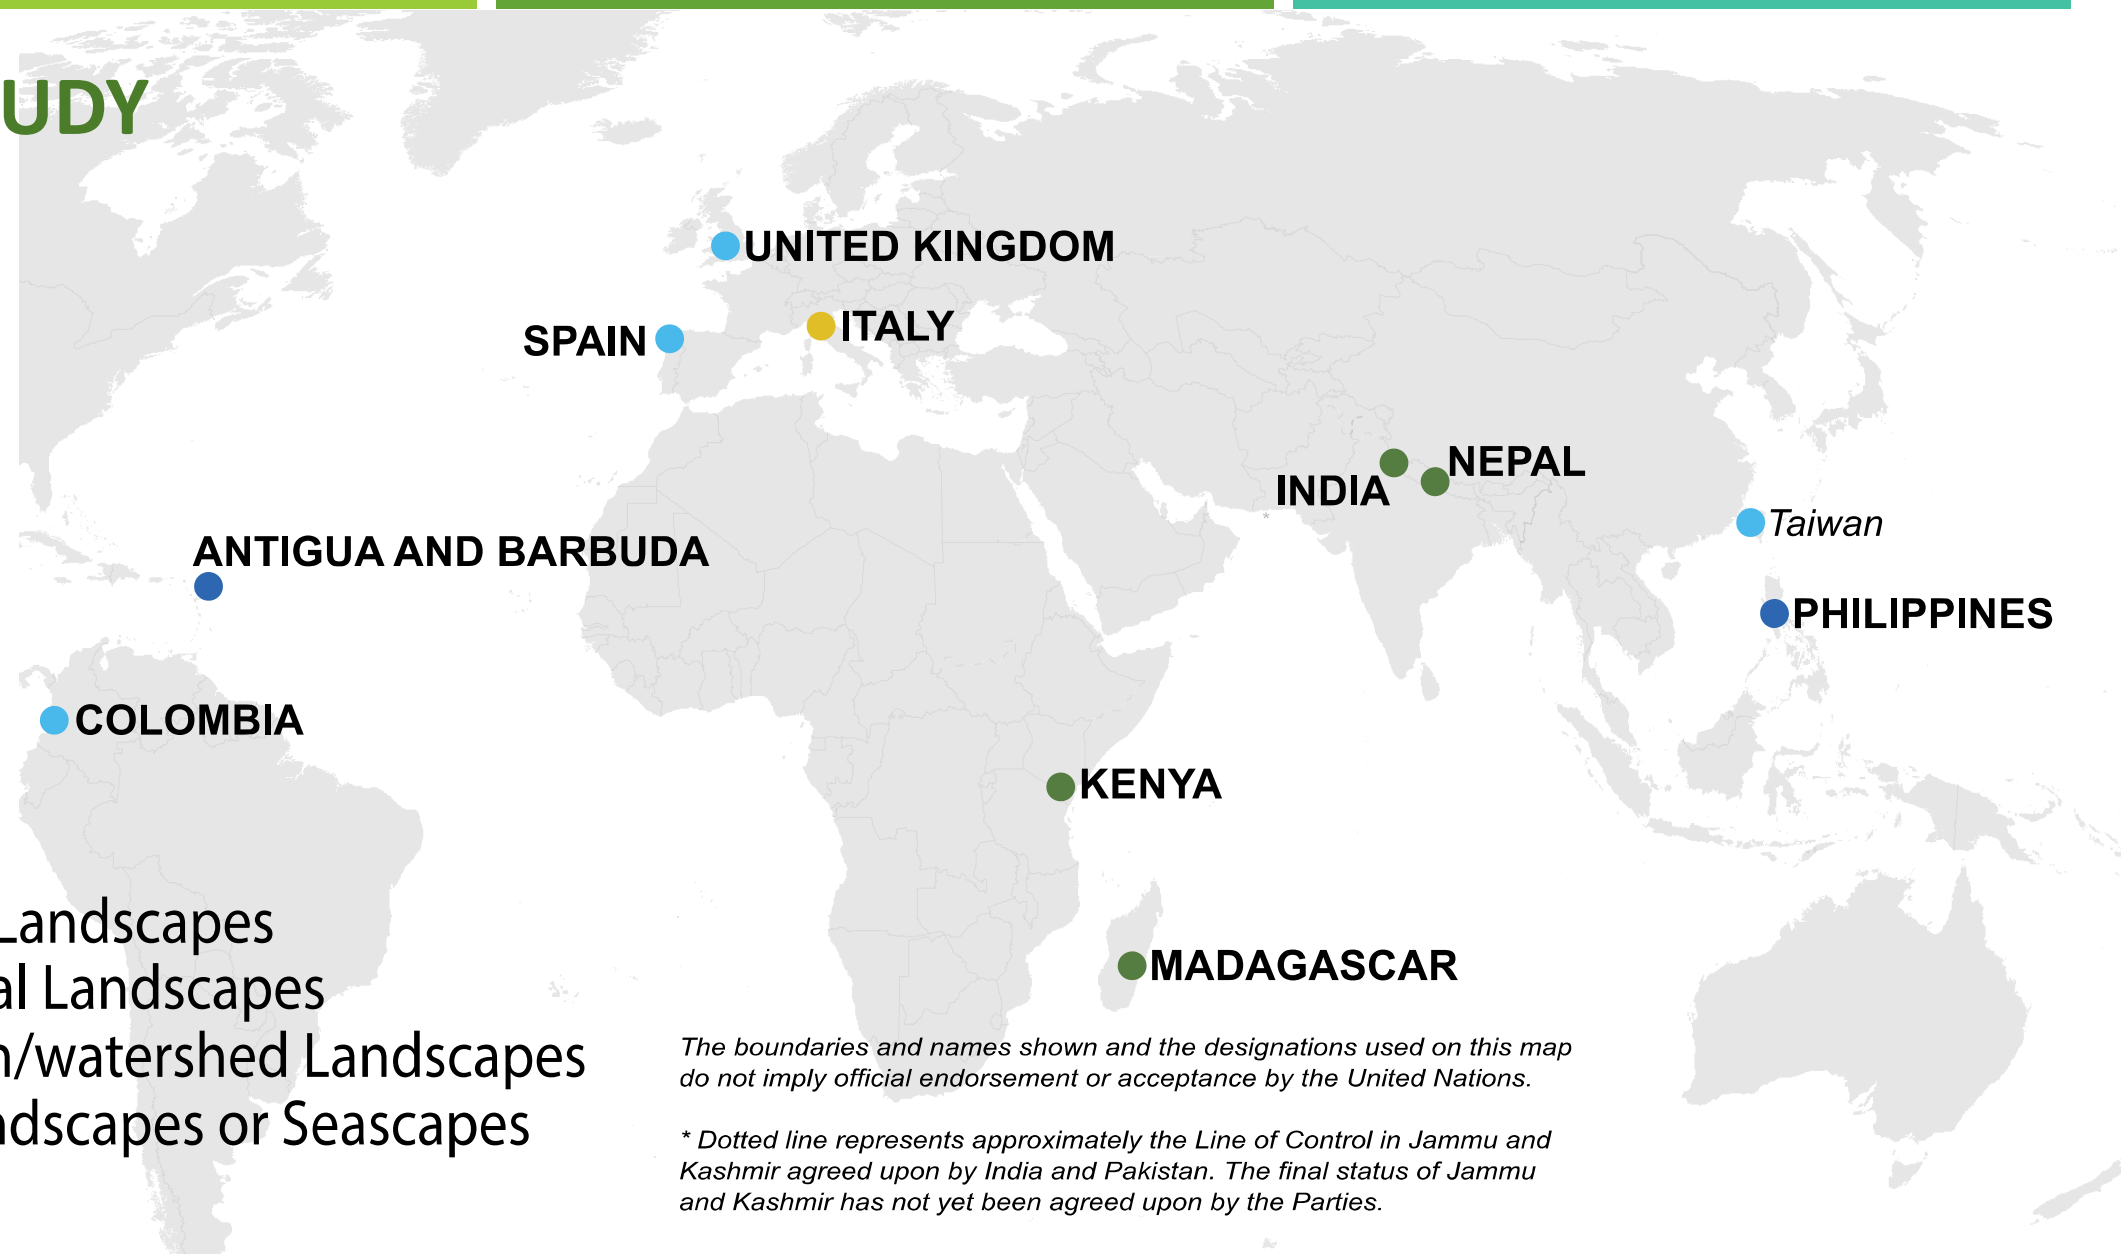 UDY
UNITED KINGDOM
SPAIN
ITALY
NEPAL
INDIA
Taiwan
*
ANTIGUA AND BARBUDA
PHILIPPINES
COLOMBIA
KENYA
Landscapes
al Landscapes
n/watershed Landscapes
ndscapes or Seascapes
MADAGASCAR
The boundaries and names shown and the designations used on this map
do not imply official endorsement or acceptance by the United Nations.
* Dotted line represents approximately the Line of Control in Jammu and
Kashmir agreed upon by India and Pakistan. The final status of Jammu
and Kashmir has not yet been agreed upon by the Parties.